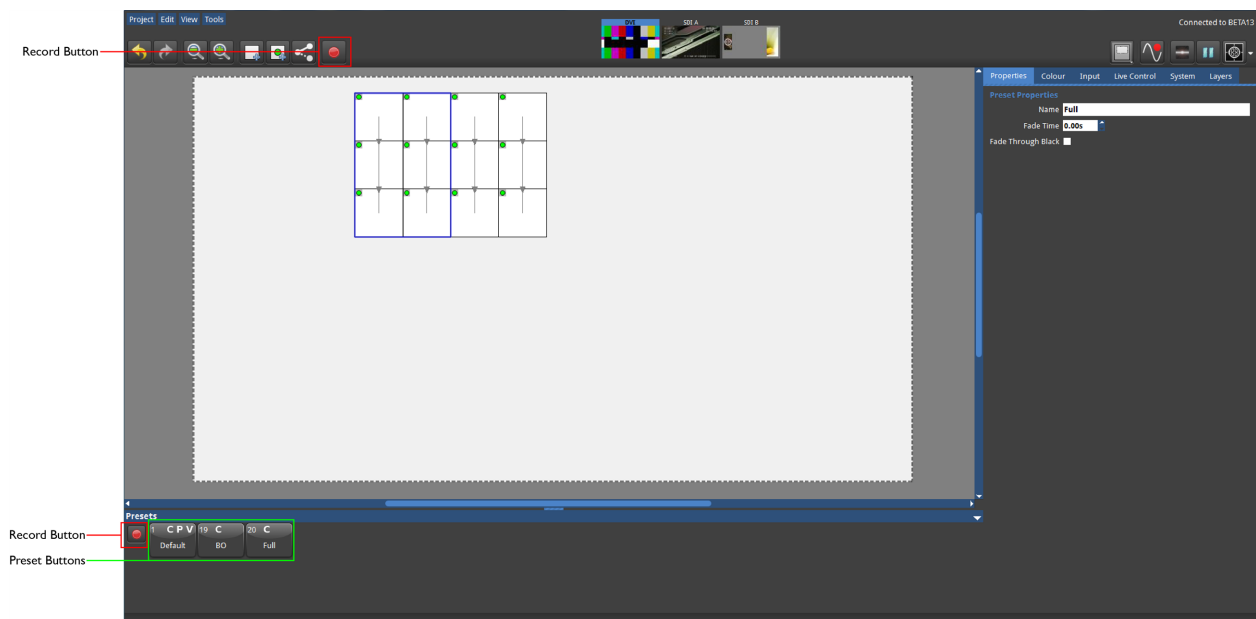 Project Edit View Tools
DVI
SDI A
SDI B
Connected to BETA13
Record Button
Properties Colour Input Live Control System Layers
Preset Properties
Name Full
Fade Time 0.00s
Fade Through Black
Presets
Record Button
1 C P V
19 C
20 C
Default
BO
Full
Preset Buttons